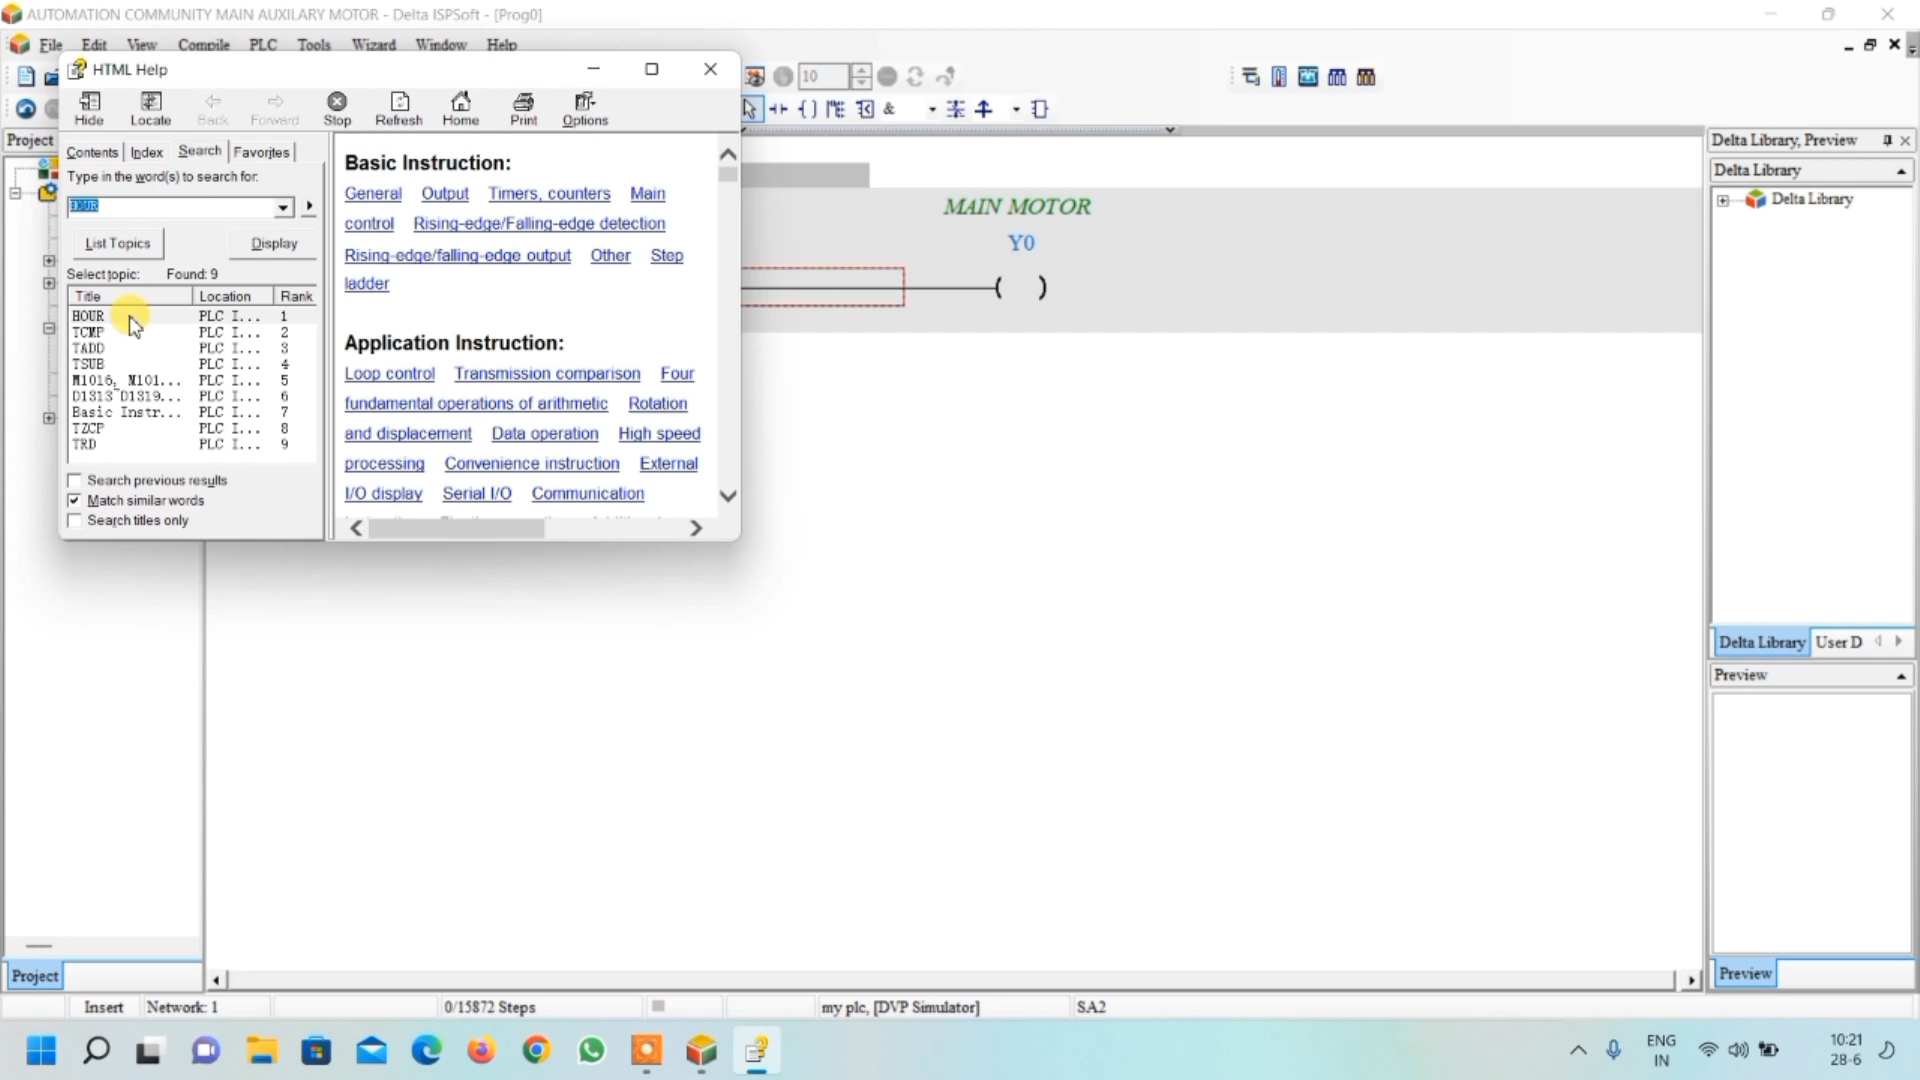 AUTOMATION COMMUNITY MAIN AUXILARY MOTOR - Delta ISPSoft - [Prog0]
File Edit View Compile PLC Tools Wizard Window Help
HTML Help
10
Hide Locate Back Forward Stop Refresh Home Print Options
&
Project
Contents Index Search Favorites
Type in the word(s) to search for:
HOUR
List Topics Display
Select topic: Found: 9
Title Location Rank
HOUR PLC I... 1
TCMP PLC I... 2
TADD PLC I... 3
TSUB PLC I... 4
M1016, M101... PLC I... 5
D1313~D1319... PLC I... 6
Basic Instr... PLC I... 7
TZCP PLC I... 8
TRD PLC I... 9
Search previous results
Match similar words
Search titles only
Basic Instruction:
General Output Timers, counters Main
control Rising-edge/Falling-edge detection
Rising-edge/falling-edge output Other Step
ladder
Application Instruction:
Loop control Transmission comparison Four
fundamental operations of arithmetic Rotation
and displacement Data operation High speed
processing Convenience instruction External
I/O display Serial I/O Communication
MAIN MOTOR
Y0
Delta Library, Preview
Delta Library
Delta Library
Delta Library User D
Preview
Preview
Project
Insert Network: 1 0/15872 Steps my plc, [DVP Simulator] SA2
ENG
IN
10:21
28-6